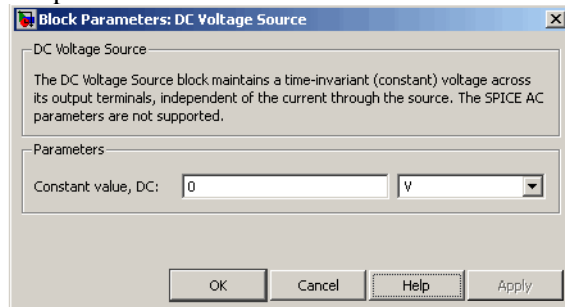 Block Parameters: DC Voltage Source
DC Voltage Source
The DC Voltage Source block maintains a time-invariant (constant) voltage across
its output terminals, independent of the current through the source. The SPICE AC
parameters are not supported.
Parameters
Constant value, DC: 0 V
OK Cancel Help Apply